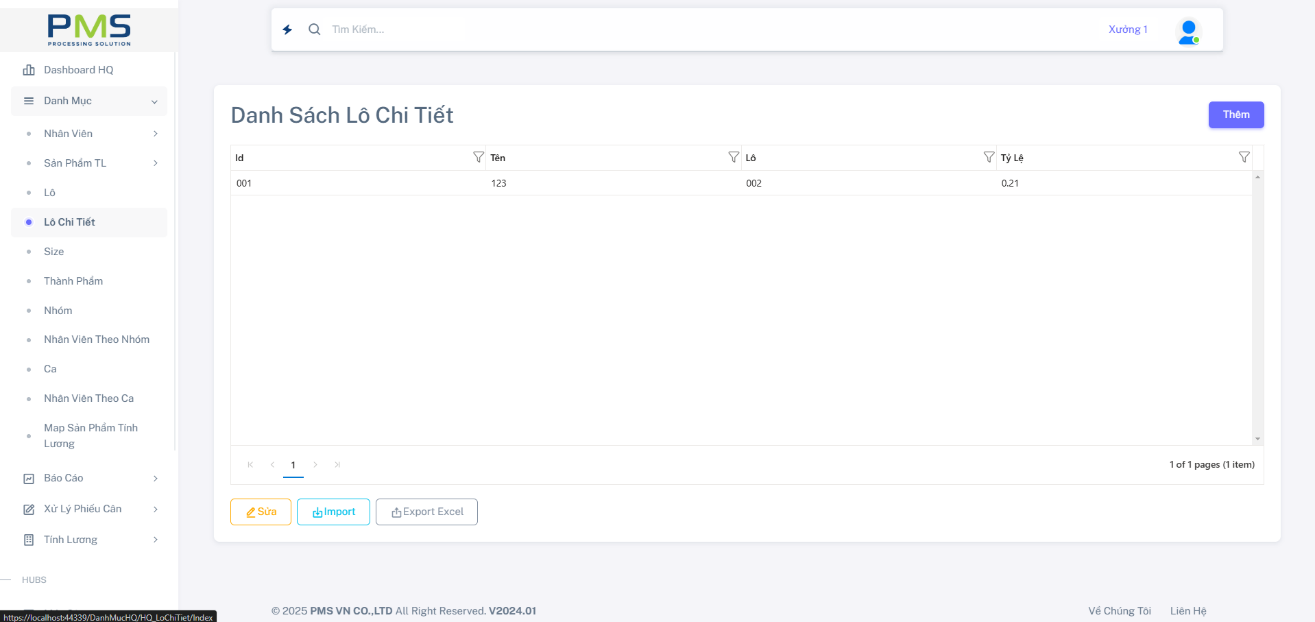 PMS
PROCESSING SOLUTION
Tìm Kiếm...
Xưởng 1
Dashboard HQ
Danh Mục
Nhân Viên
Sản Phẩm TL
Lô
Lô Chi Tiết
Size
Thành Phẩm
Nhóm
Nhân Viên Theo Nhóm
Ca
Nhân Viên Theo Ca
Map Sản Phẩm Tính
Lương
Báo Cáo
Xử Lý Phiếu Cân
Tính Lương
HUBS
Danh Sách Lô Chi Tiết
Thêm
Id Tên Lô Tỷ Lệ
001 123 002 0.21
1
1 of 1 pages (1 item)
Sửa Import Export Excel
© 2025 PMS VN CO.,LTD All Right Reserved. V2024.01
Về Chúng Tôi Liên Hệ
https://localhost:44339/DanhMucHQ/HQ_LoChiTiet/Index